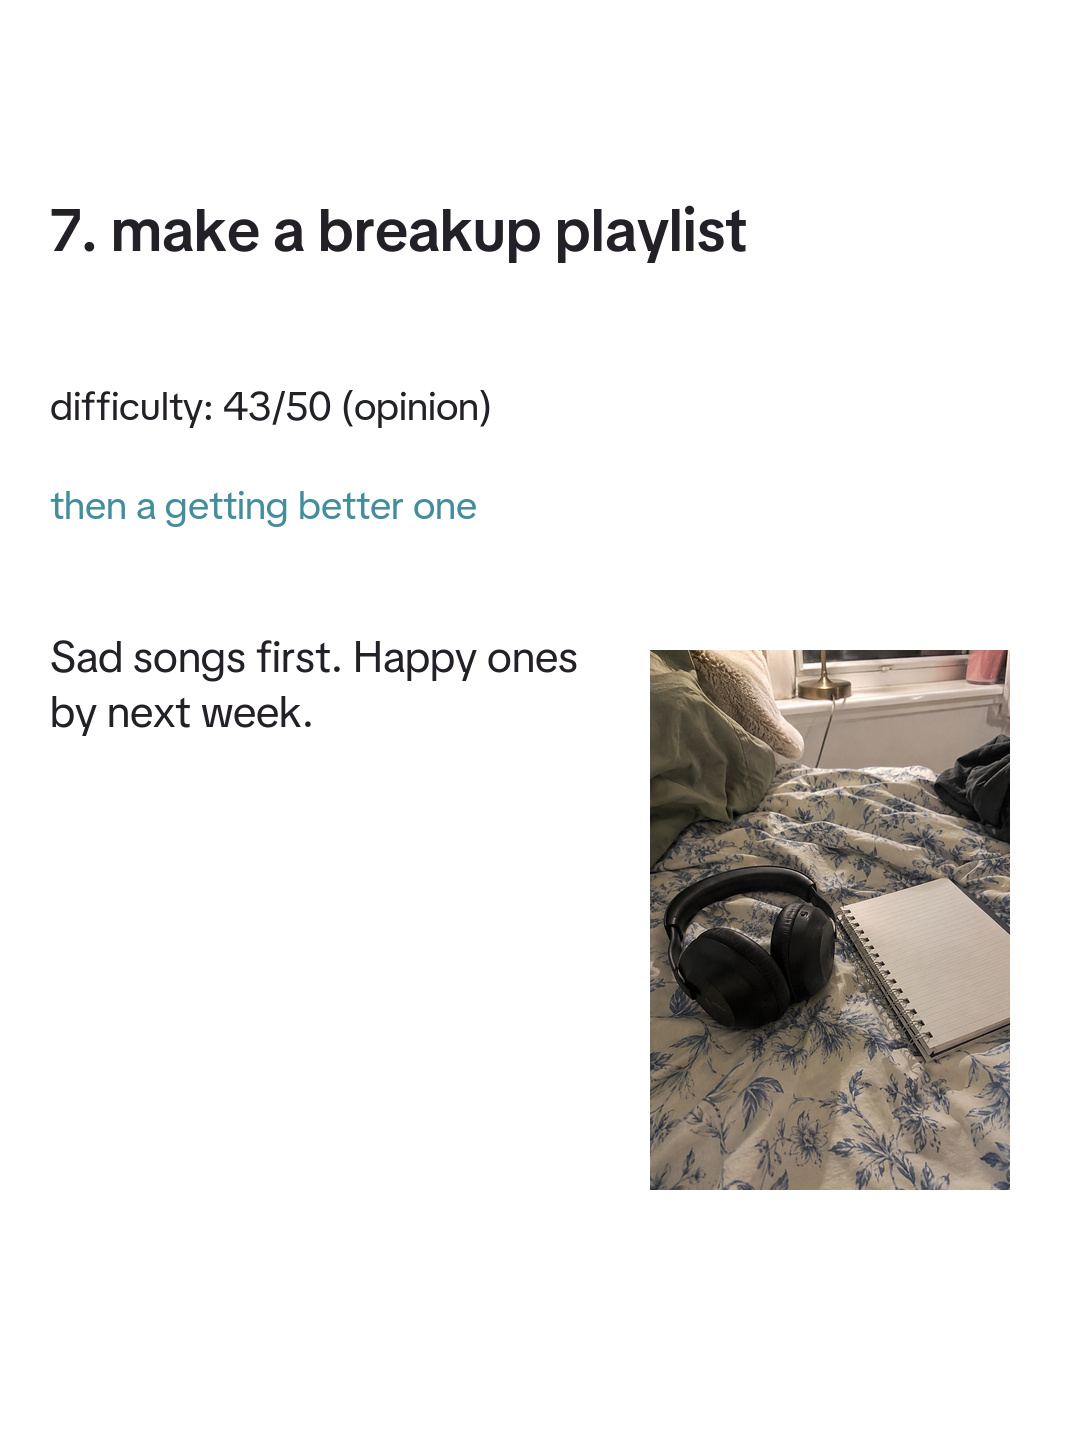 7. make a breakup playlist
difficulty: 43/50 (opinion)
then a getting better one
Sad songs first. Happy ones
by next week.